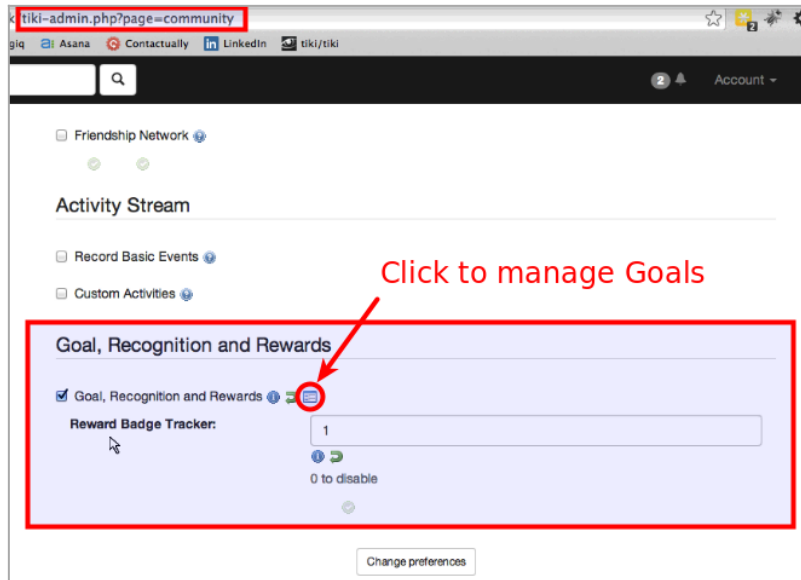 tiki-admin.php?page=community
2
giq Asana Contactually LinkedIn tiki/tiki
2 Account
Friendship Network
Activity Stream
Record Basic Events
Click to manage Goals
Custom Activities
Goal, Recognition and Rewards
Goal, Recognition and Rewards
Reward Badge Tracker:
1
0 to disable
Change preferences